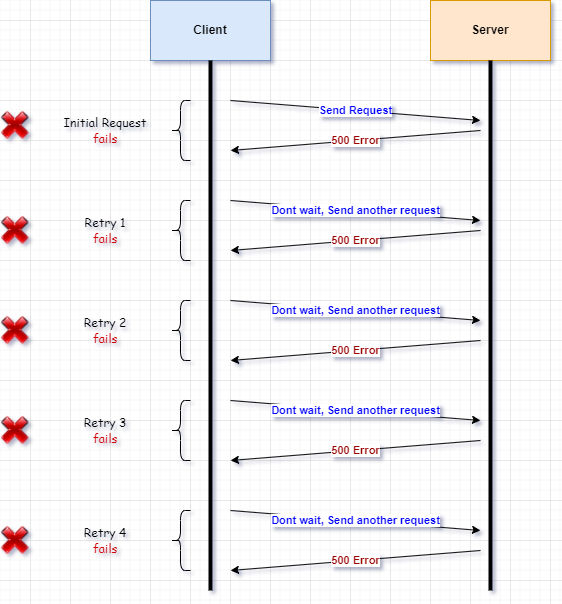 Client
Server
Initial Request
fails
Send Request
500 Error
Retry 1
fails
Dont wait, Send another request
500 Error
Retry 2
fails
Dont wait, Send another request
500 Error
Retry 3
fails
Dont wait, Send another request
500 Error
Retry 4
fails
Dont wait, Send another request
500 Error